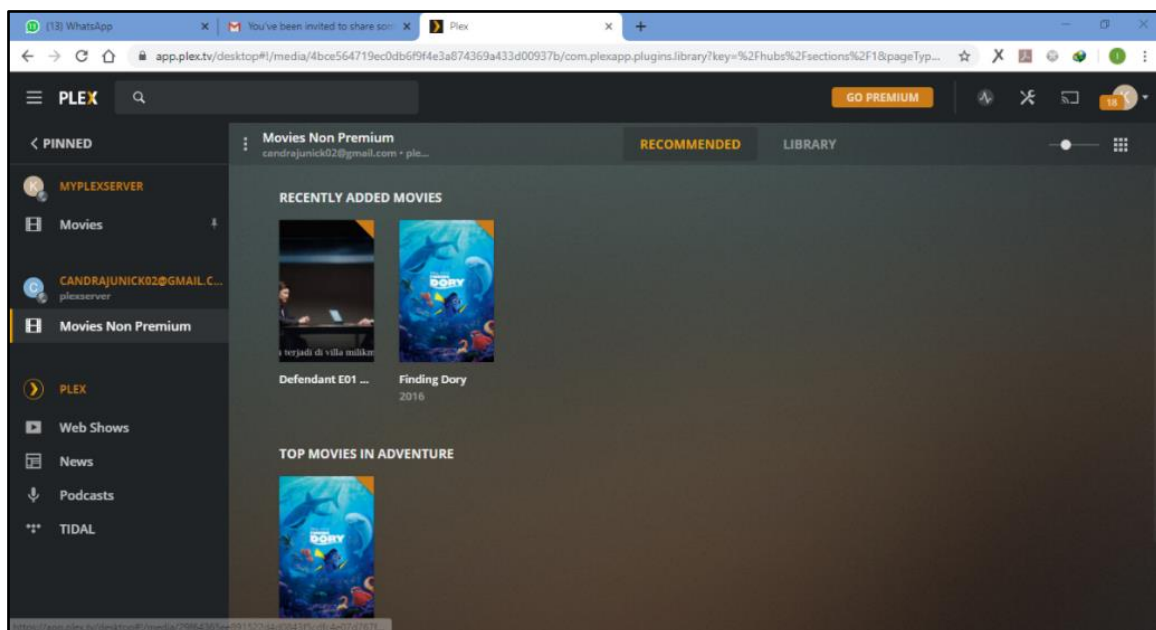 (13) WhatsApp
You've been invited to share som
Plex
app.plex.tv/desktop#!/media/4bce564719ec0db6f9f4e3a874369a433d00937b/com.plexapp.plugins.library?key=%2Fhubs%2Fsections%2F1&pageTyp...
PLEX
GO PREMIUM
18
PINNED
Movies Non Premium
candrajunick02@gmail.com • ple...
RECOMMENDED
LIBRARY
MYPLEXSERVER
Movies
CANDRAJUNICK02@GMAIL.C...
plexserver
Movies Non Premium
PLEX
Web Shows
News
Podcasts
TIDAL
RECENTLY ADDED MOVIES
terjadi di villa milikm
DORY
Defendant E01 ...
Finding Dory
2016
TOP MOVIES IN ADVENTURE
DORY